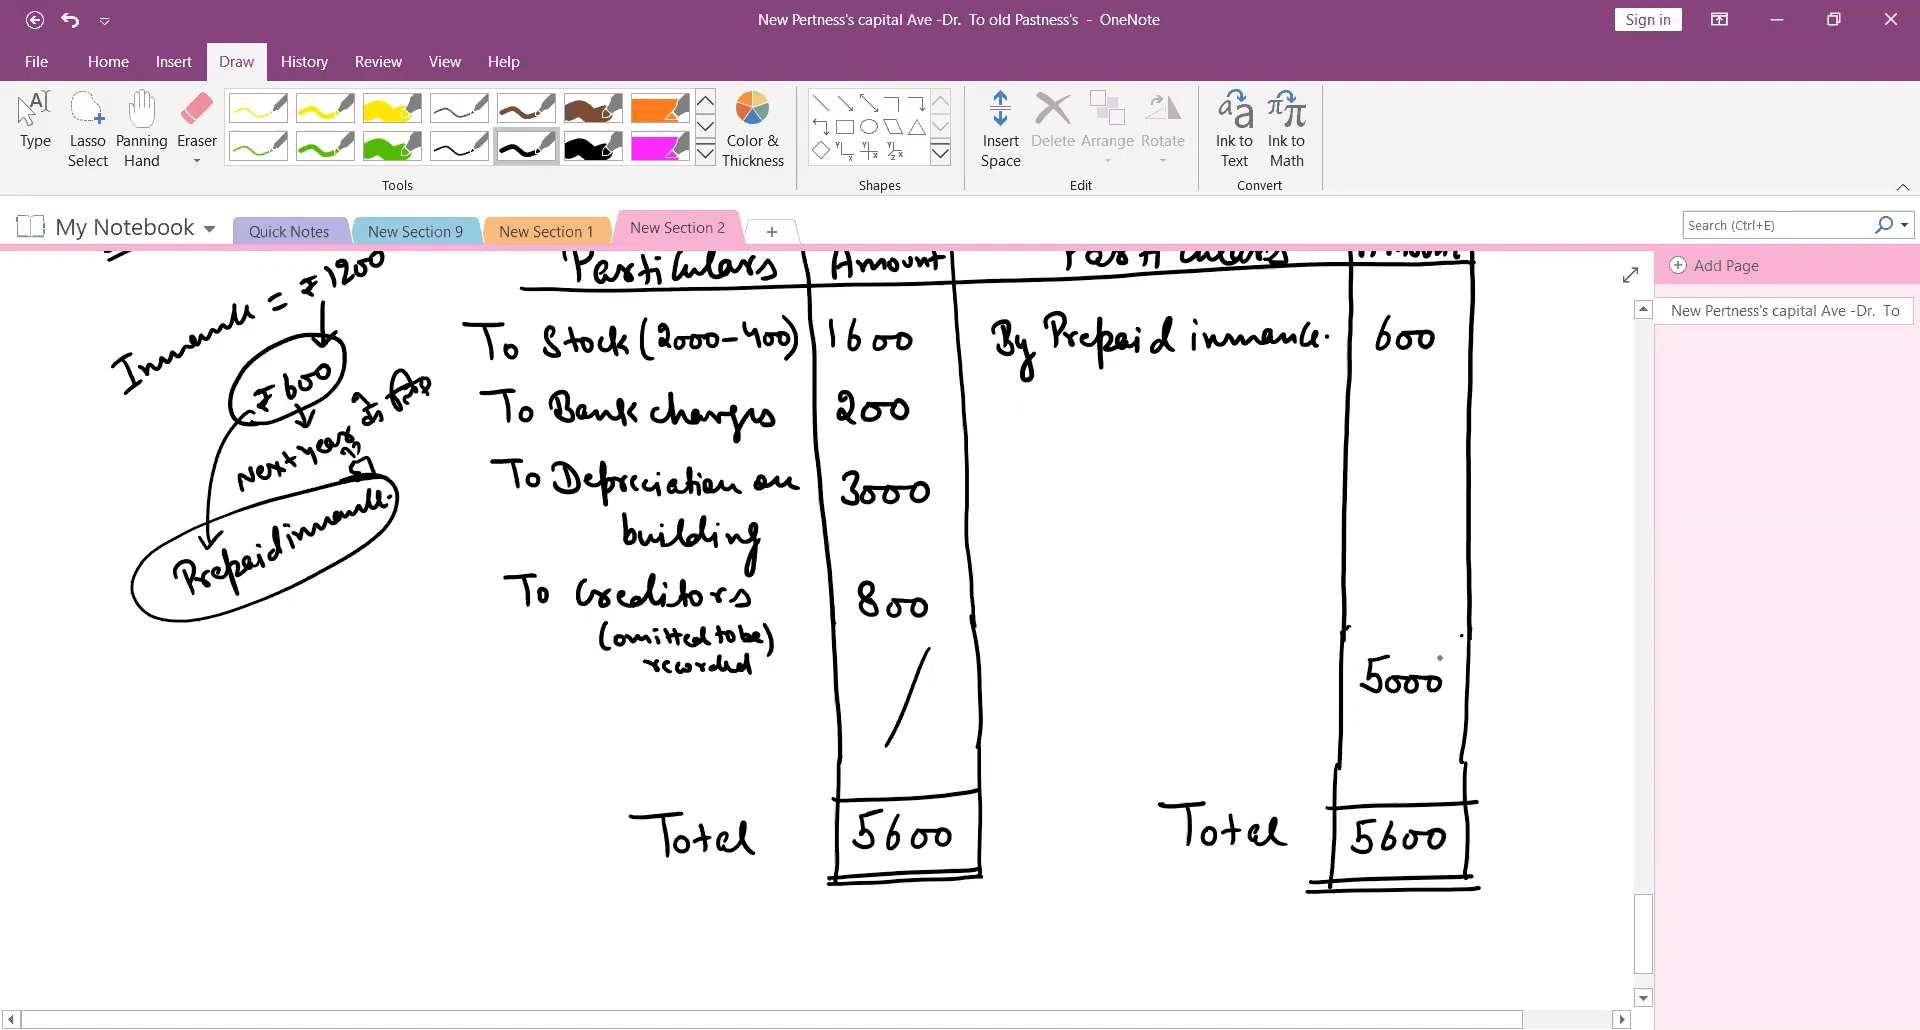 New Pertness's capital Ave -Dr. To old Pastness's - OneNote
Sign in
File Home Insert Draw History Review View Help
Type
Lasso Select
Panning Hand
Eraser
Color & Thickness
Insert Space
Delete
Arrange
Rotate
Ink to Text
Ink to Math
Tools
Shapes
Edit
Convert
My Notebook
Quick Notes
New Section 9
New Section 1
New Section 2
Search (Ctrl+E)
Add Page
New Pertness's capital Ave -Dr. To
Particulars Amount Particulars Amount
= ₹1200
₹600
Next year
Prepaid
To Stock (2000-400) 1600 By Prepaid 600
To Bank charges 200
To Depreciation on 3000
building
To Creditors 800
(omitted to be)
recorded
5000
Total 5600 Total 5600